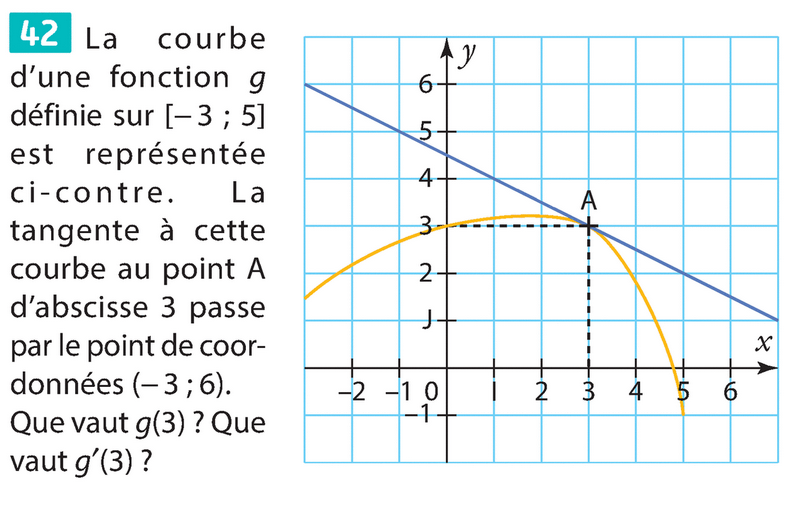 42 La courbe
d'une fonction g
définie sur [– 3 ; 5]
est représentée
ci-contre. La
tangente à cette
courbe au point A
d'abscisse 3 passe
par le point de coor-
données (– 3 ; 6).
Que vaut g(3) ? Que
vaut g′(3) ?
y
6
5
4
A
3
2
J
x
–2 –1 0 I 2 3 4 5 6
–1